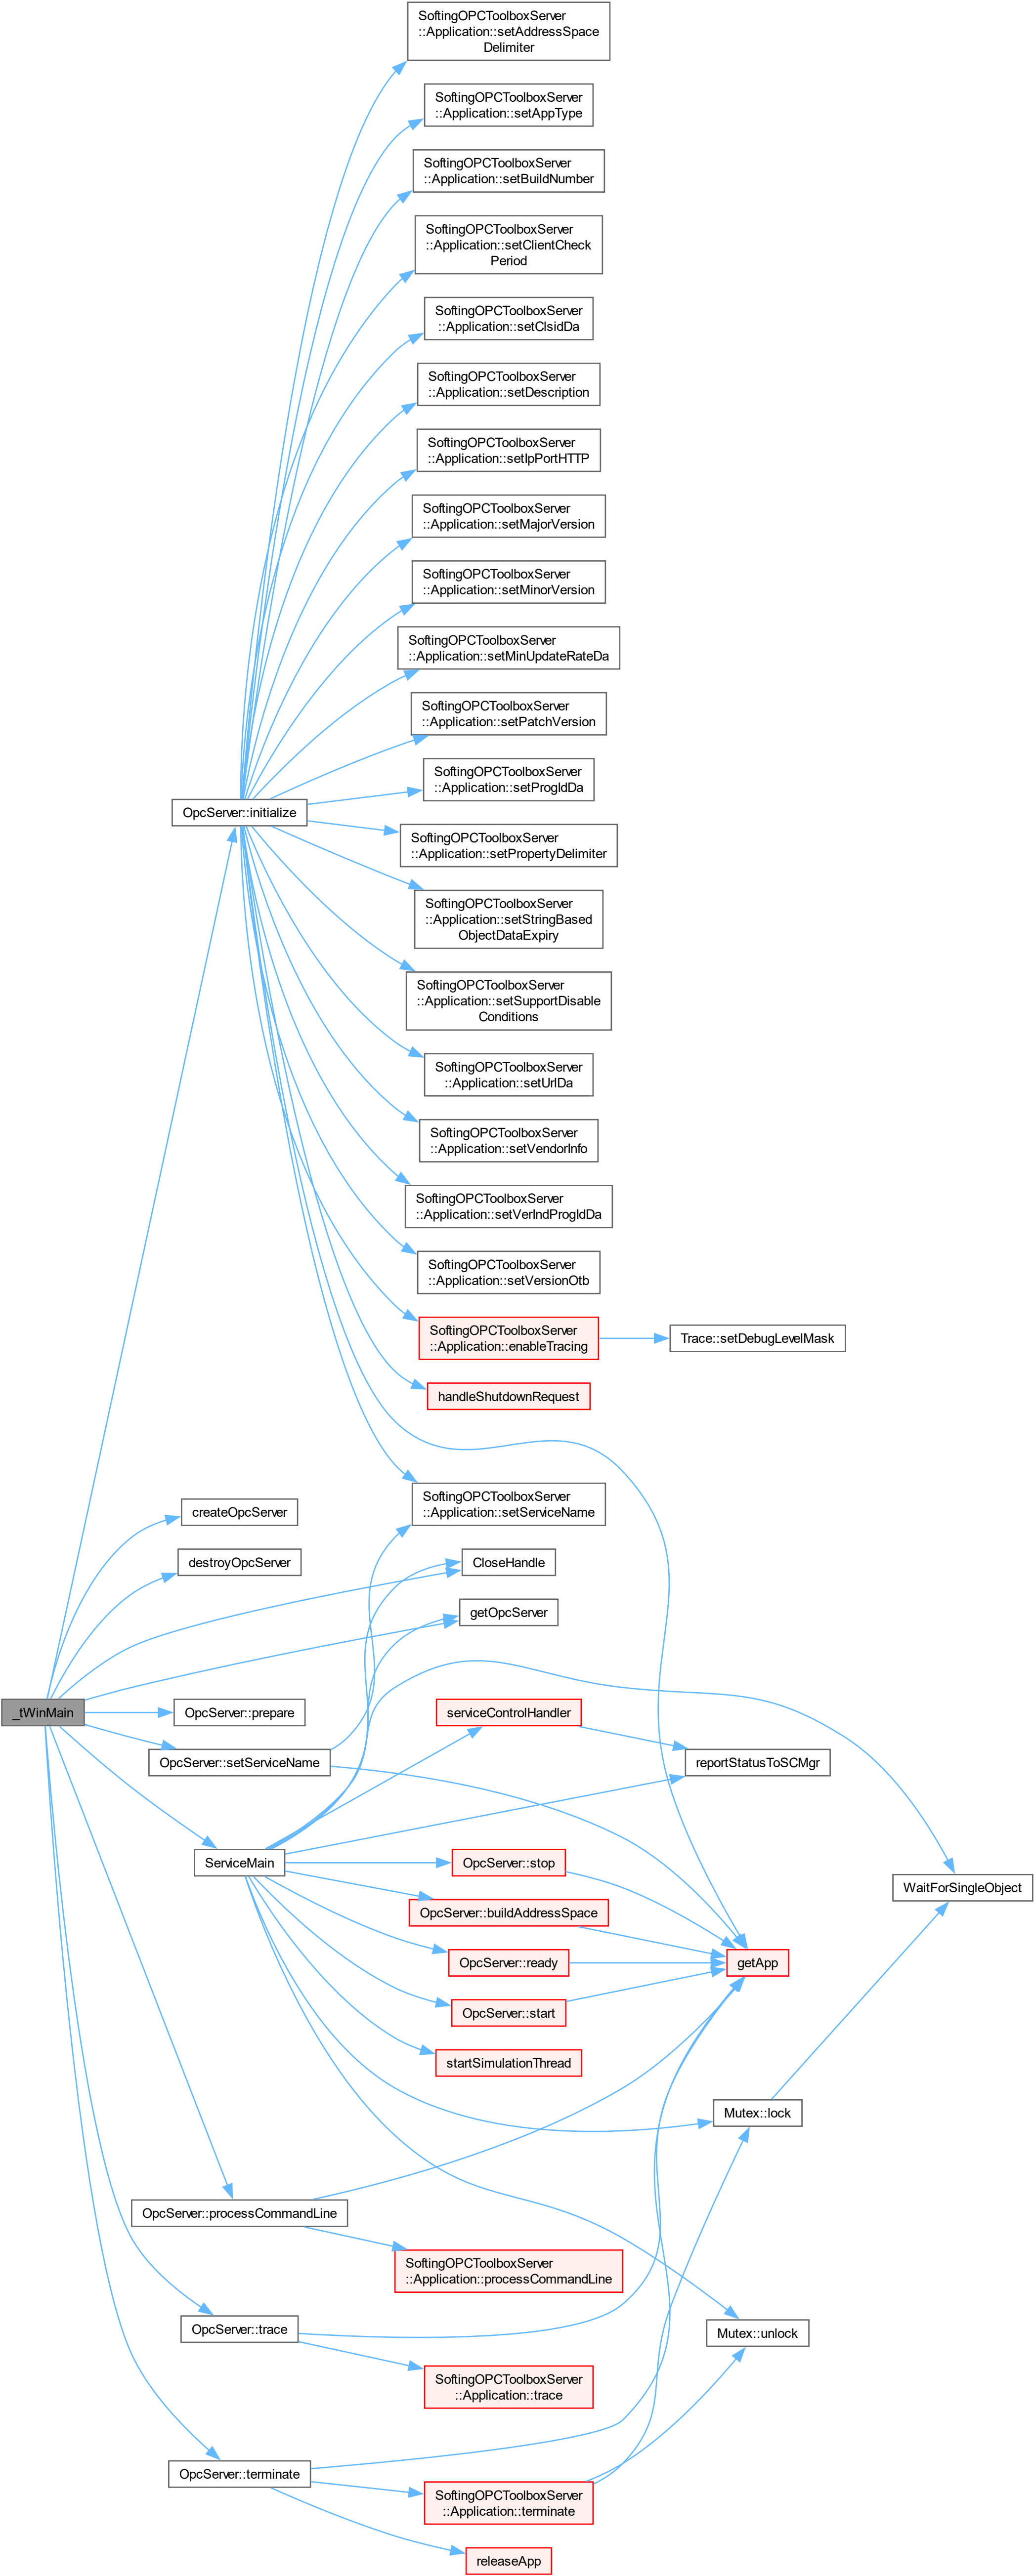 SoftingOPCToolboxServer
::Application::setAddressSpace
Delimiter
SoftingOPCToolboxServer
::Application::setAppType
SoftingOPCToolboxServer
::Application::setBuildNumber
SoftingOPCToolboxServer
::Application::setClientCheck
Period
SoftingOPCToolboxServer
::Application::setClsidDa
SoftingOPCToolboxServer
::Application::setDescription
SoftingOPCToolboxServer
::Application::setIpPortHTTP
SoftingOPCToolboxServer
::Application::setMajorVersion
SoftingOPCToolboxServer
::Application::setMinorVersion
SoftingOPCToolboxServer
::Application::setMinUpdateRateDa
SoftingOPCToolboxServer
::Application::setPatchVersion
SoftingOPCToolboxServer
::Application::setProgIdDa
OpcServer::initialize
SoftingOPCToolboxServer
::Application::setPropertyDelimiter
SoftingOPCToolboxServer
::Application::setStringBased
ObjectDataExpiry
SoftingOPCToolboxServer
::Application::setSupportDisable
Conditions
SoftingOPCToolboxServer
::Application::setUrlDa
SoftingOPCToolboxServer
::Application::setVendorInfo
SoftingOPCToolboxServer
::Application::setVerIndProgIdDa
SoftingOPCToolboxServer
::Application::setVersionOtb
SoftingOPCToolboxServer
::Application::enableTracing
Trace::setDebugLevelMask
handleShutdownRequest
SoftingOPCToolboxServer
::Application::setServiceName
createOpcServer
destroyOpcServer
CloseHandle
getOpcServer
_tWinMain
OpcServer::prepare
serviceControlHandler
OpcServer::setServiceName
reportStatusToSCMgr
ServiceMain
OpcServer::stop
WaitForSingleObject
OpcServer::buildAddressSpace
OpcServer::ready
getApp
OpcServer::start
startSimulationThread
Mutex::lock
OpcServer::processCommandLine
SoftingOPCToolboxServer
::Application::processCommandLine
OpcServer::trace
Mutex::unlock
SoftingOPCToolboxServer
::Application::trace
OpcServer::terminate
SoftingOPCToolboxServer
::Application::terminate
releaseApp